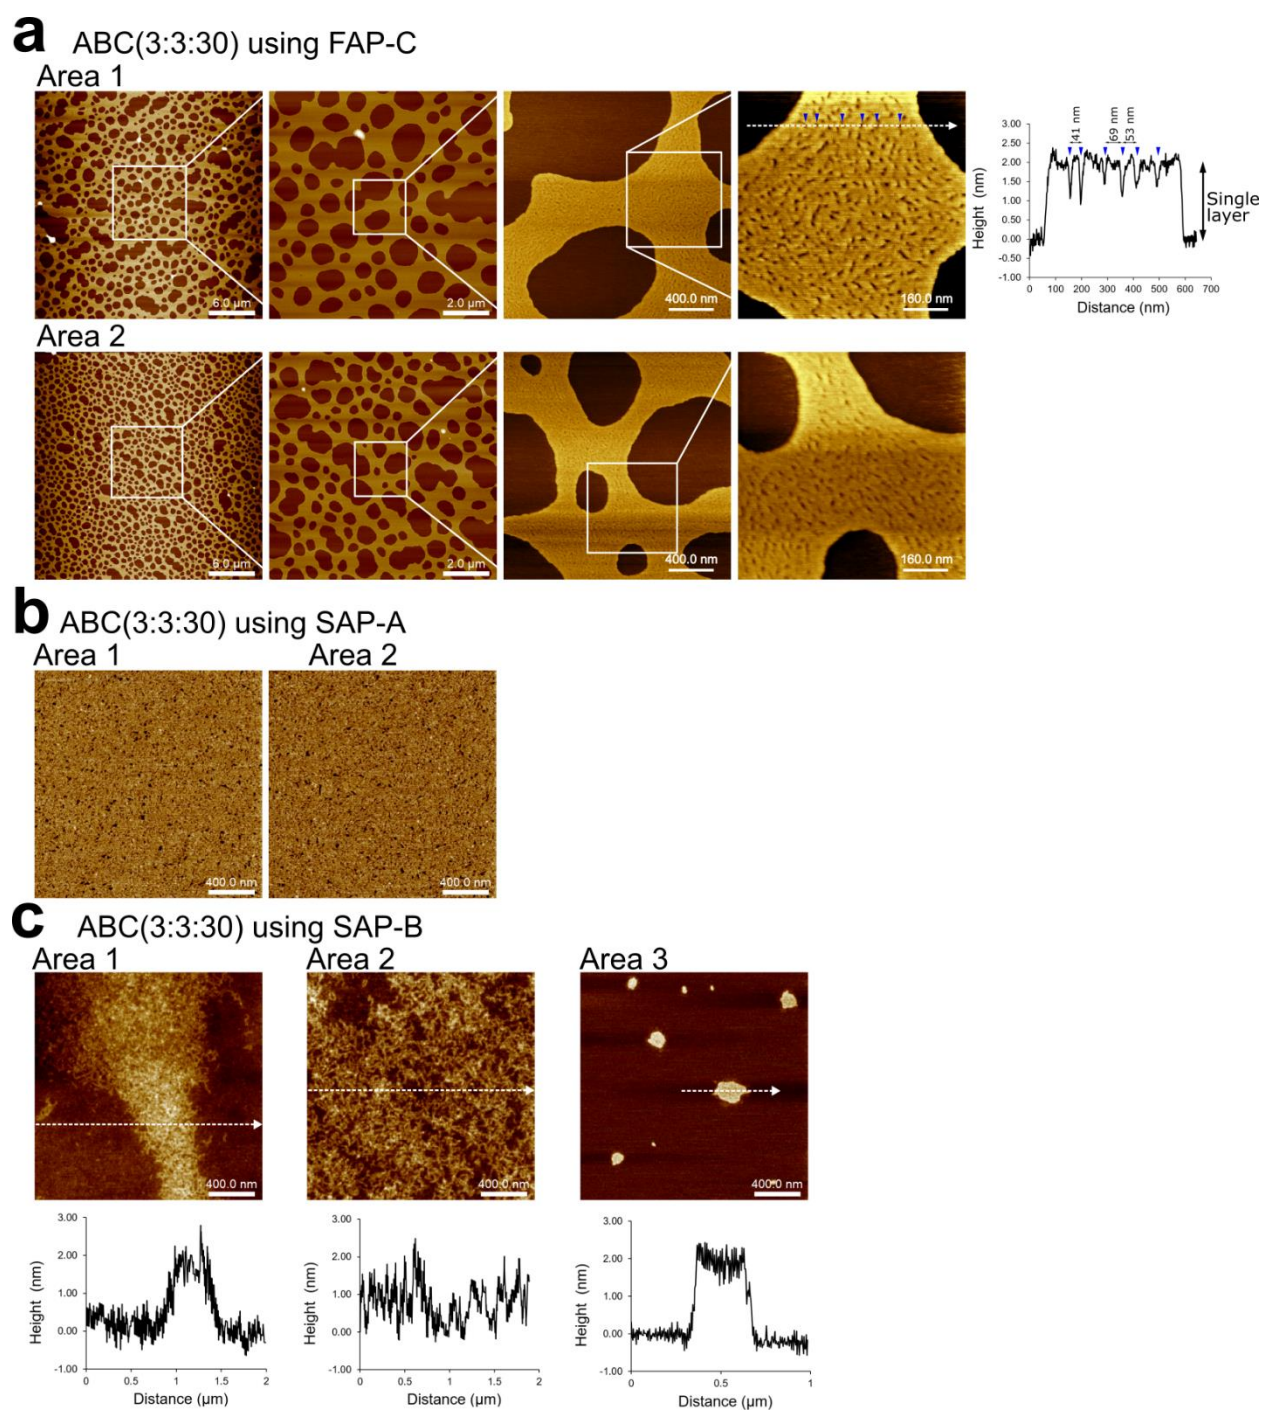 a ABC(3:3:30) using FAP-C
Area 1
6.0 µm
2.0 µm
400.0 nm
160.0 nm
41 nm
69 nm
53 nm
Height (nm)
3.00
2.50
2.00
1.50
1.00
0.50
0.00
-0.50
-1.00
0 100 200 300 400 500 600 700
Distance (nm)
Single
layer
Area 2
6.0 µm
2.0 µm
400.0 nm
160.0 nm
b ABC(3:3:30) using SAP-A
Area 1
Area 2
400.0 nm
400.0 nm
c ABC(3:3:30) using SAP-B
Area 1
Area 2
Area 3
400.0 nm
400.0 nm
400.0 nm
Height (nm)
3.00
2.00
1.00
0.00
-1.00
0 0.5 1 1.5 2
Distance (µm)
Height (nm)
3.00
2.00
1.00
0.00
-1.00
0 0.5 1 1.5 2
Distance (µm)
Height (nm)
3.00
2.00
1.00
0.00
-1.00
0 0.5 1
Distance (µm)